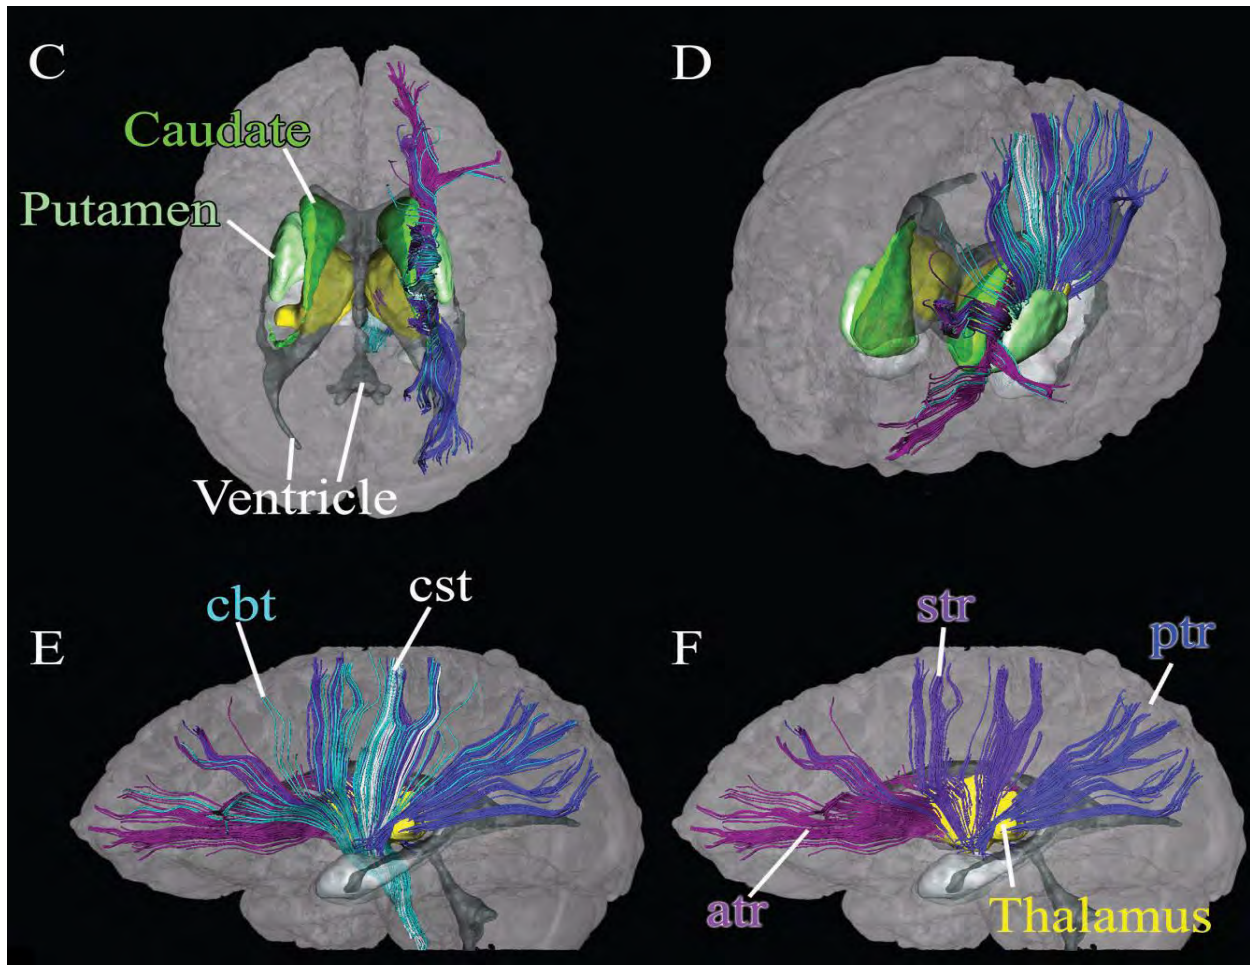 C
D
Caudate
Putamen
Ventricle
E
cbt
cst
F
str
ptr
atr
Thalamus